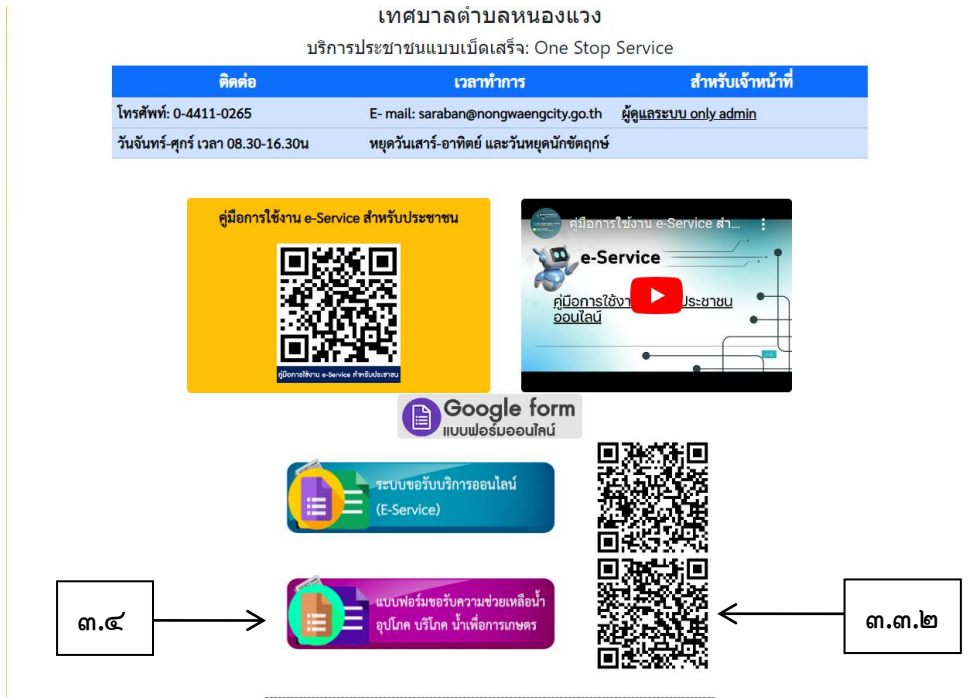 เทศบาลตำบลหนองแวง
บริการประชาชนแบบเบ็ดเสร็จ: One Stop Service
ติดต่อ เวลาทำการ สำหรับเจ้าหน้าที่
โทรศัพท์: 0-4411-0265 E- mail: saraban@nongwaengcity.go.th ผู้ดูแลระบบ only admin
วันจันทร์-ศุกร์ เวลา 08.30-16.30น หยุดวันเสาร์-อาทิตย์ และวันหยุดนักขัตฤกษ์
คู่มือการใช้งาน e-Service สำหรับประชาชน
คู่มือการใช้งาน e-Service สำหรับประชาชน
คู่มือการใช้งาน e-Service สำ...
e-Service
คู่มือการใช้งา ประชาชน
ออนไลน์
Google form
แบบฟอร์มออนไลน์
ระบบขอรับบริการออนไลน์
(E-Service)
แบบฟอร์มขอรับความช่วยเหลือน้ำ
อุปโภค บริโภค น้ำเพื่อการเกษตร
๓.๔
๓.๓.๒